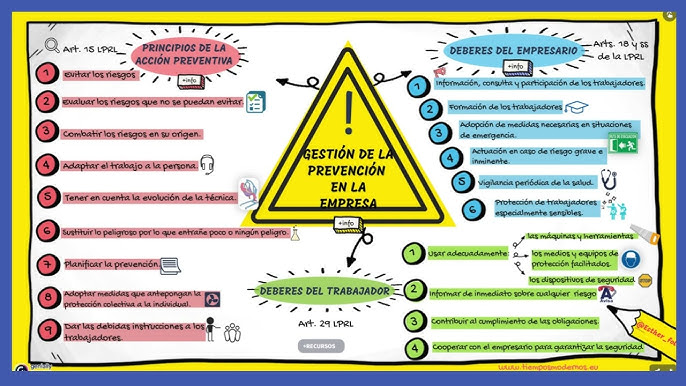 Art. 15 LPRL
PRINCIPIOS DE LA
ACCIÓN PREVENTIVA
+info
1 Evitar los riesgos.
2 Evaluar los riesgos que no se puedan evitar.
3 Combatir los riesgos en su origen.
4 Adaptar el trabajo a la persona
5 Tener en cuenta la evolución de la técnica.
6 Sustituir lo peligroso por lo que entrañe poco o ningún peligro.
7 Planificar la prevención.
8 Adoptar medidas que antepongan la
protección colectiva a la individual.
9 Dar las debidas instrucciones a los
trabajadores.
!
GESTIÓN DE LA
PREVENCIÓN
EN LA
EMPRESA
+info
DEBERES DEL EMPRESARIO
Arts. 18 y ss
de la LPRL
+info
1 Información, consulta y participación de los trabajadores.
2 Formación de los trabajadores
3 Adopción de medidas necesarias en situaciones
de emergencia.
4 Actuación en caso de riesgo grave e
inminente.
5 Vigilancia periódica de la salud.
6 Protección de trabajadores
especialmente sensibles.
DEBERES DEL TRABAJADOR
Art. 29 LPRL
+RECURSOS
1 Usar adecuadamente:
las máquinas y herramientas
los medios y equipos de
protección facilitados.
los dispositivos de seguridad
2 Informar de inmediato sobre cualquier riesgo
3 Contribuir al cumplimiento de las obligaciones.
4 Cooperar con el empresario para garantizar la seguridad
www.tiemposmodernos.eu
genially